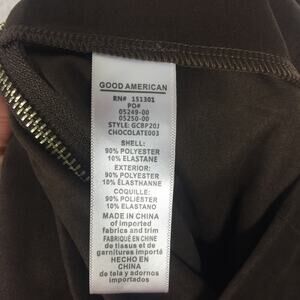 GOOD AMERICAN
RN# 151301
PO#
05249-00
05250-00
STYLE: GCBP20J
CHOCOLATE003
SHELL:
90% POLYESTER
10% ELASTANE
EXTERIOR:
90% POLYESTER
10% ÉLASTHANNE
COQUILLE:
90% POLIÉSTER
10% ELASTANO
MADE IN CHINA
of imported
fabrics and trim
FABRIQUÉ EN CHINE
de tissus et de
garnitures importé
HECHO EN
CHINA
de tela y adornos
importados